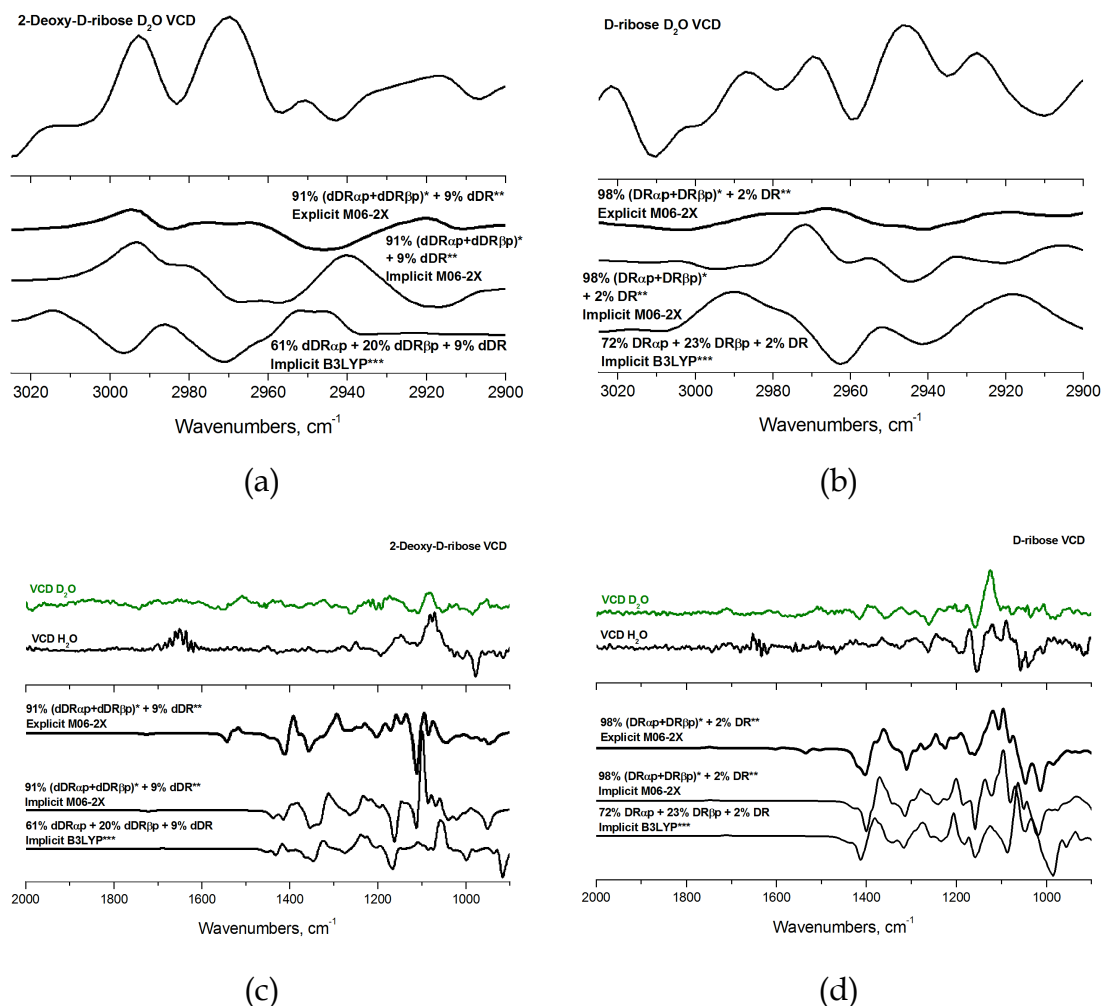 2-Deoxy-D-ribose D₂O VCD
91% (dDRαp+dDRβp)* + 9% dDR**
Explicit M06-2X
91% (dDRαp+dDRβp)*
+ 9% dDR**
Implicit M06-2X
61% dDRαp + 20% dDRβp + 9% dDR
Implicit B3LYP***
3020 3000 2980 2960 2940 2920 2900
Wavenumbers, cm⁻¹
(a)
D-ribose D₂O VCD
98% (DRαp+DRβp)* + 2% DR**
Explicit M06-2X
98% (DRαp+DRβp)*
+ 2% DR**
Implicit M06-2X
72% DRαp + 23% DRβp + 2% DR
Implicit B3LYP***
3020 3000 2980 2960 2940 2920 2900
Wavenumbers, cm⁻¹
(b)
2-Deoxy-D-ribose VCD
VCD D₂O
VCD H₂O
91% (dDRαp+dDRβp)* + 9% dDR**
Explicit M06-2X
91% (dDRαp+dDRβp)* + 9% dDR**
Implicit M06-2X
61% dDRαp + 20% dDRβp + 9% dDR
Implicit B3LYP***
2000 1800 1600 1400 1200 1000
Wavenumbers, cm⁻¹
(c)
D-ribose VCD
VCD D₂O
VCD H₂O
98% (DRαp+DRβp)* + 2% DR**
Explicit M06-2X
98% (DRαp+DRβp)* + 2% DR**
Implicit M06-2X
72% DRαp + 23% DRβp + 2% DR
Implicit B3LYP***
2000 1800 1600 1400 1200 1000
Wavenumbers, cm⁻¹
(d)